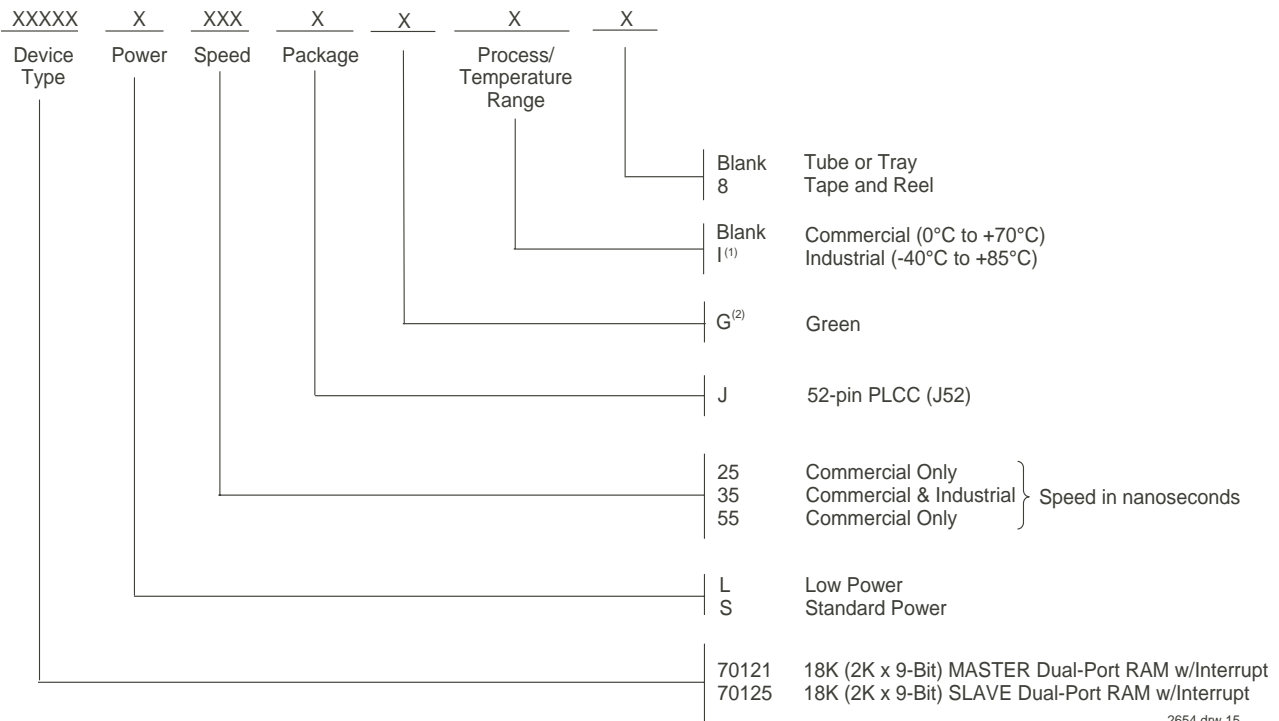 XXXXX X XXX X X X X
Device Type Power Speed Package Process/ Temperature Range
Blank Tube or Tray
8 Tape and Reel
Blank Commercial (0°C to +70°C)
I(1) Industrial (-40°C to +85°C)
G(2) Green
J 52-pin PLCC (J52)
25 Commercial Only
35 Commercial & Industrial Speed in nanoseconds
55 Commercial Only
L Low Power
S Standard Power
70121 18K (2K x 9-Bit) MASTER Dual-Port RAM w/Interrupt
70125 18K (2K x 9-Bit) SLAVE Dual-Port RAM w/Interrupt
2654 drw 15